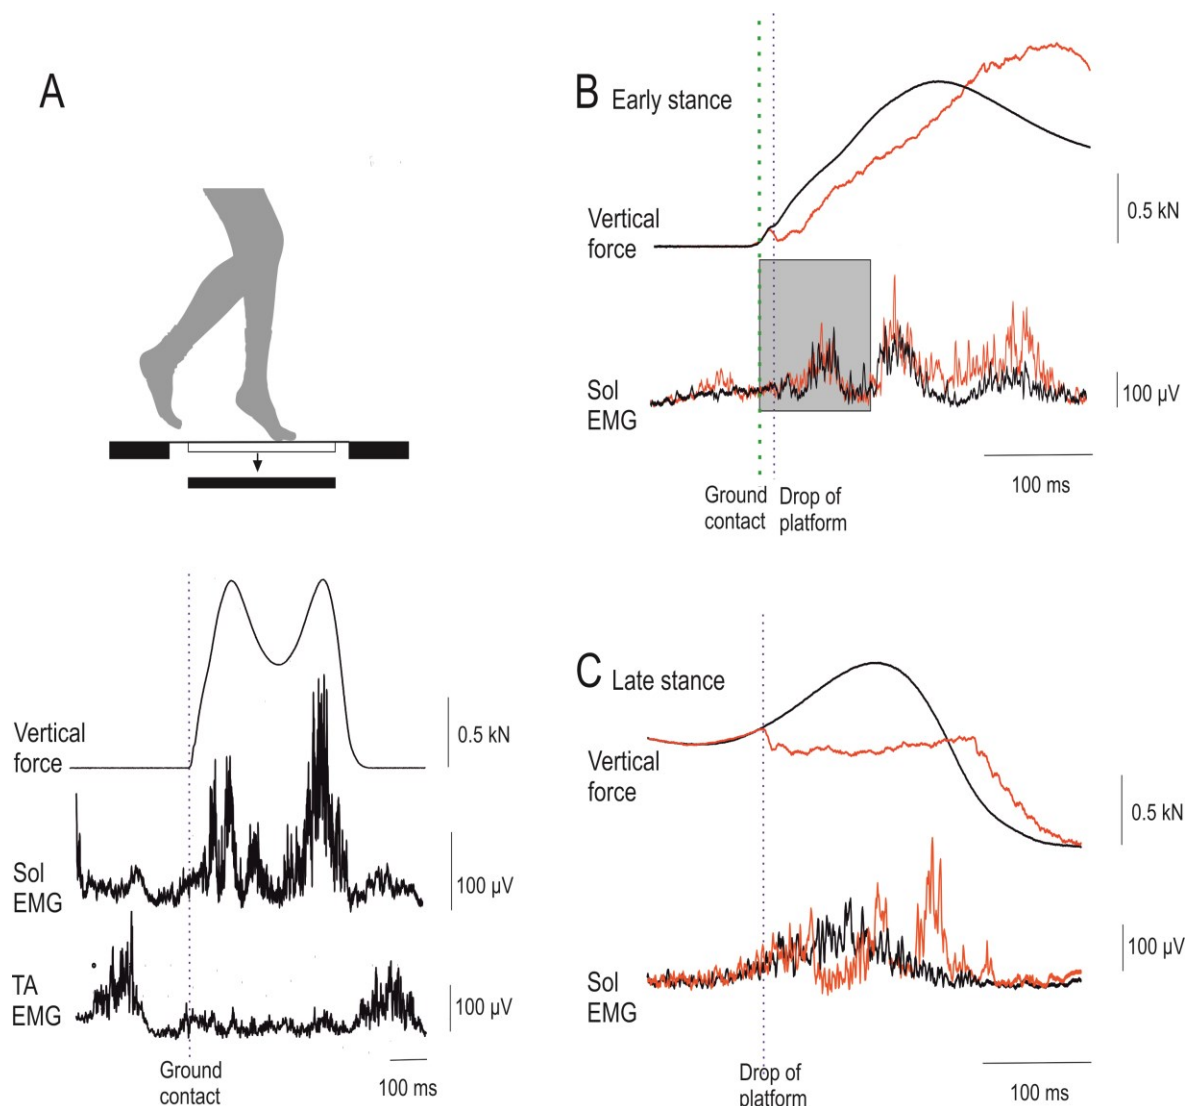 A
Vertical
force
0.5 kN
Sol
EMG
100 µV
TA
EMG
100 µV
Ground
contact
100 ms
B Early stance
Vertical
force
0.5 kN
Sol
EMG
100 µV
Ground
contact
Drop of
platform
100 ms
C Late stance
Vertical
force
0.5 kN
Sol
EMG
100 µV
Drop of
platform
100 ms